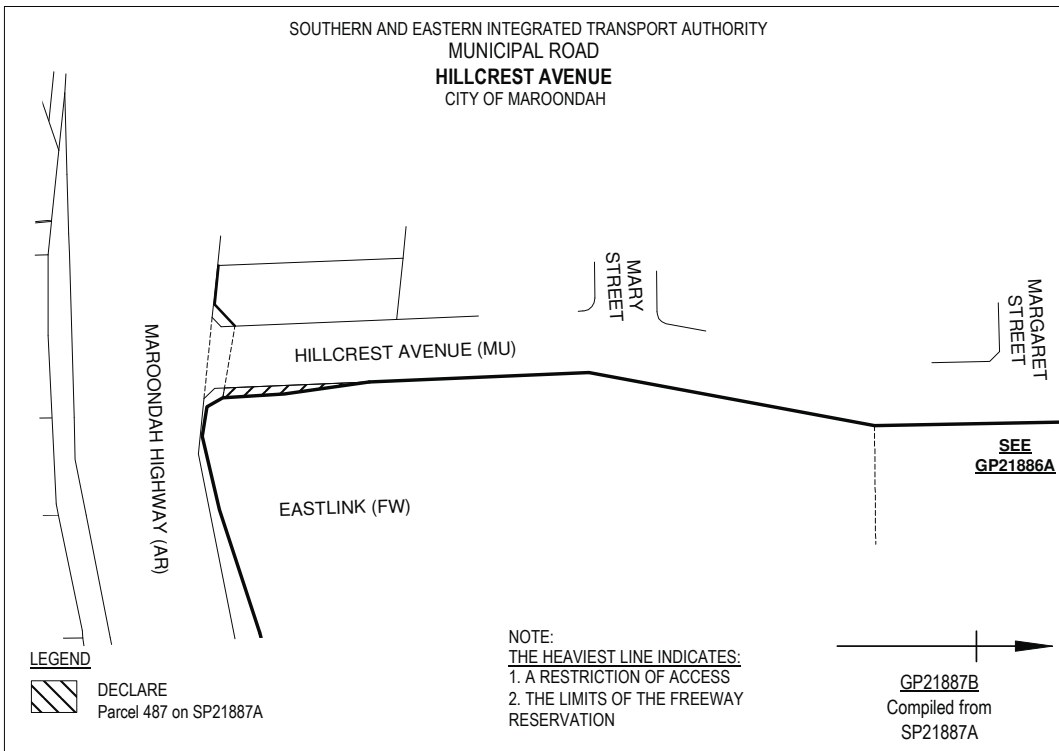 SOUTHERN AND EASTERN INTEGRATED TRANSPORT AUTHORITY
MUNICIPAL ROAD
HILLCREST AVENUE
CITY OF MAROONDAH
MARY
STREET
MARGARET
STREET
MAROONDAH HIGHWAY (AR)
HILLCREST AVENUE (MU)
SEE
GP21886A
EASTLINK (FW)
LEGEND
DECLARE
Parcel 487 on SP21887A
NOTE:
THE HEAVIEST LINE INDICATES:
1. A RESTRICTION OF ACCESS
2. THE LIMITS OF THE FREEWAY
RESERVATION
GP21887B
Compiled from
SP21887A